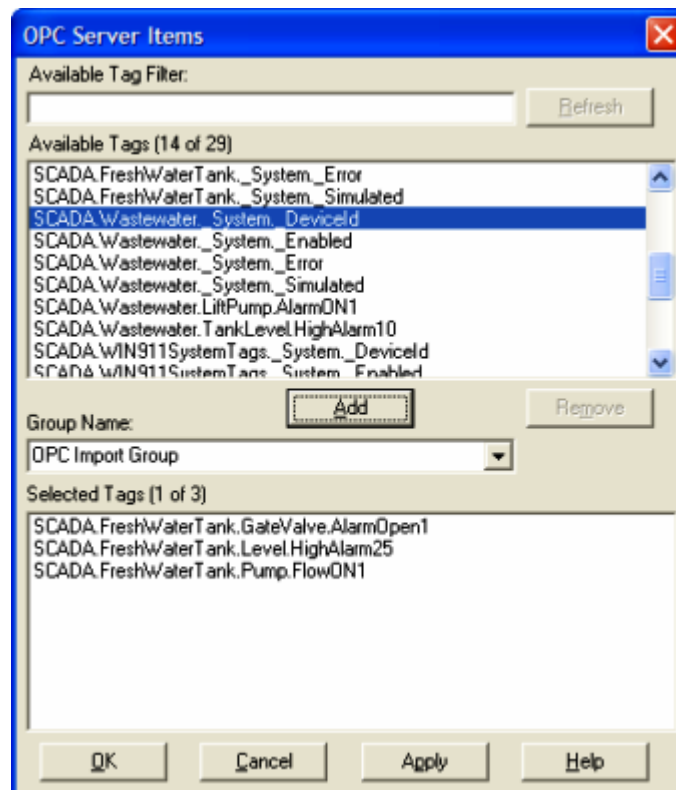 OPC Server Items
Available Tag Filter:
Refresh
Available Tags (14 of 29)
SCADA.FreshWaterTank._System._Error
SCADA.FreshWaterTank._System._Simulated
SCADA.Wastewater._System._DeviceId
SCADA.Wastewater._System._Enabled
SCADA.Wastewater._System._Error
SCADA.Wastewater._System._Simulated
SCADA.Wastewater.LiftPump.AlarmON1
SCADA.Wastewater.TankLevel.HighAlarm10
SCADA.WIN911SystemTags._System._DeviceId
SCADA.WIN911SystemTags._System._Enabled
Add
Remove
Group Name:
OPC Import Group
Selected Tags (1 of 3)
SCADA.FreshWaterTank.GateValve.AlarmOpen1
SCADA.FreshWaterTank.Level.HighAlarm25
SCADA.FreshWaterTank.Pump.FlowON1
OK
Cancel
Apply
Help